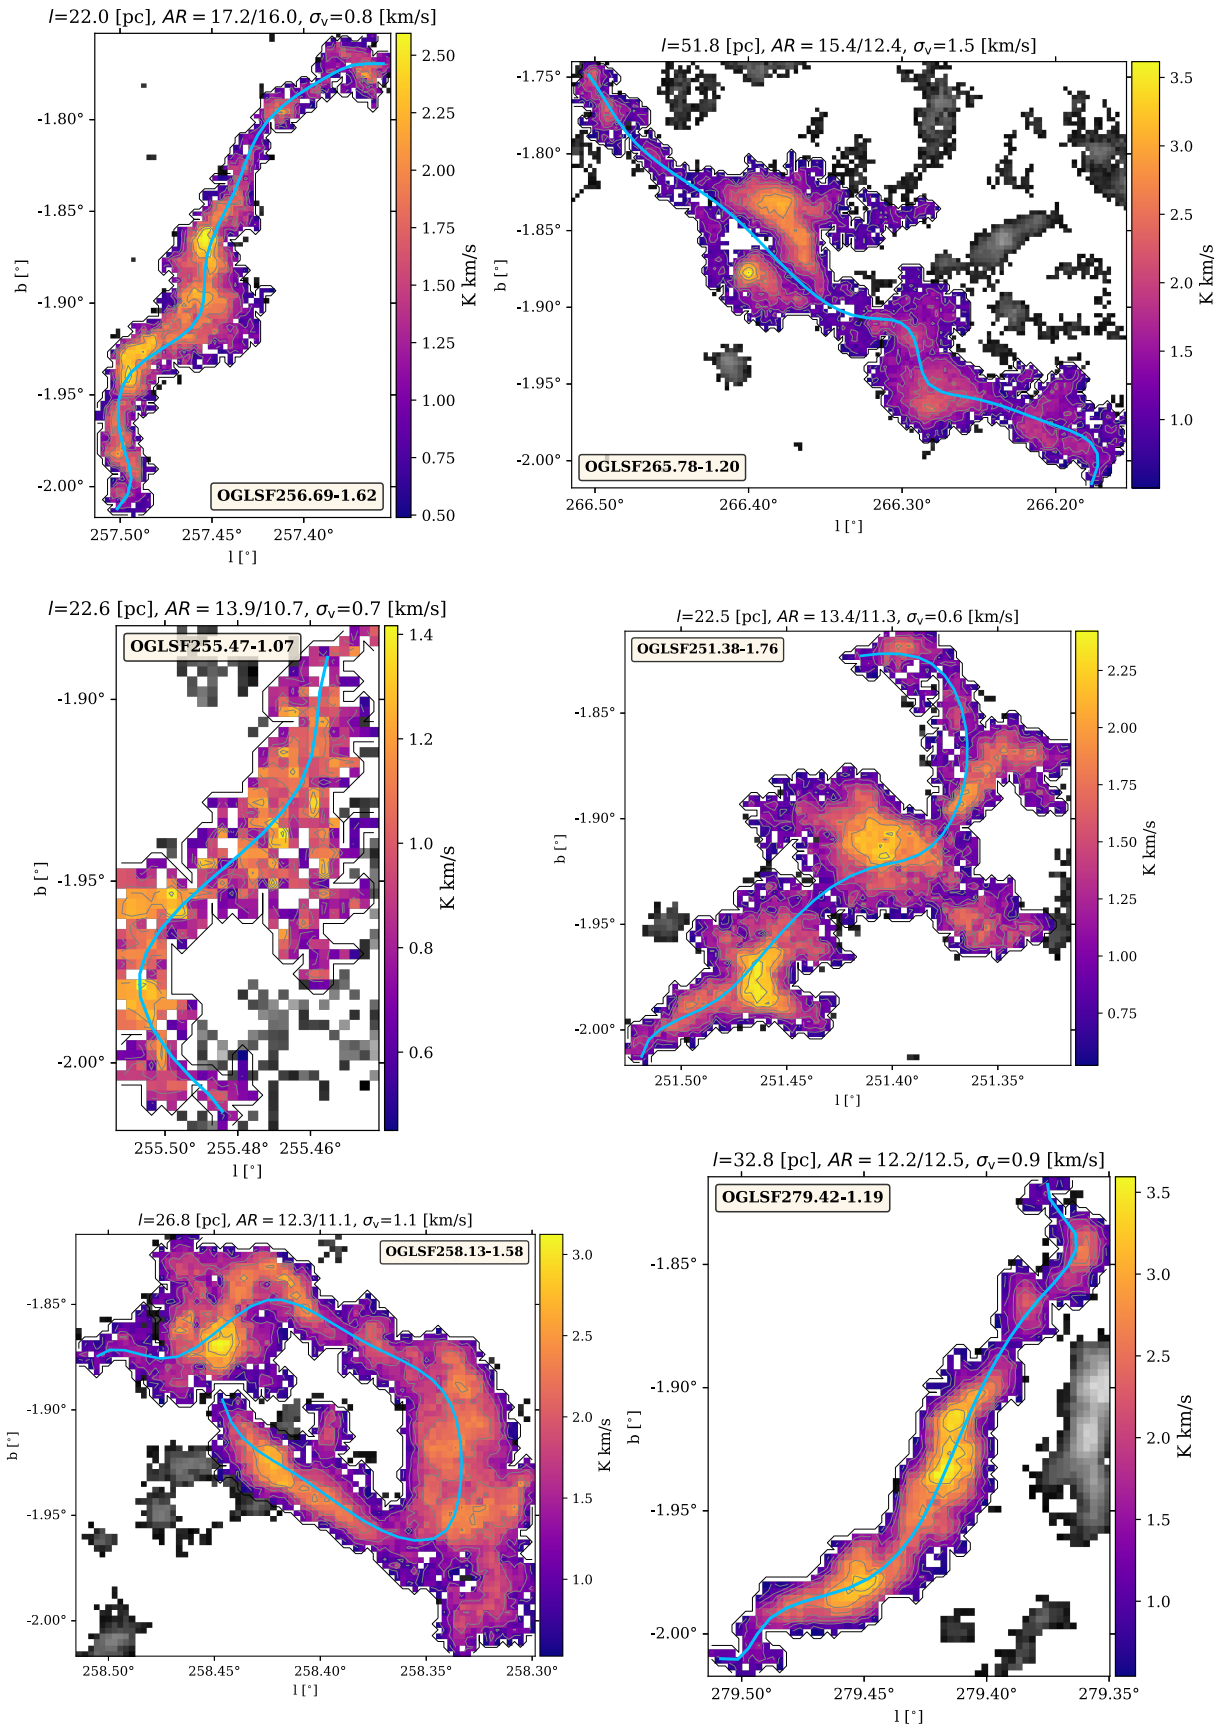 l=22.0 [pc], AR = 17.2/16.0, σv=0.8 [km/s]
2.50
2.25
2.00
1.75
1.50
1.25
1.00
0.75
0.50
K km/s
-1.80°
-1.85°
-1.90°
-1.95°
-2.00°
b [°]
OGLSF256.69-1.62
257.50° 257.45° 257.40°
l [°]
l=51.8 [pc], AR = 15.4/12.4, σv=1.5 [km/s]
-1.75°
-1.80°
-1.85°
-1.90°
-1.95°
-2.00°
b [°]
3.5
3.0
2.5
2.0
1.5
1.0
K km/s
OGLSF265.78-1.20
266.50° 266.40° 266.30° 266.20°
l [°]
l=22.6 [pc], AR = 13.9/10.7, σv=0.7 [km/s]
OGLSF255.47-1.07
-1.90°
-1.95°
-2.00°
b [°]
1.4
1.2
1.0
0.8
0.6
K km/s
255.50° 255.48° 255.46°
l [°]
l=22.5 [pc], AR = 13.4/11.3, σv=0.6 [km/s]
OGLSF251.38-1.76
-1.85°
-1.90°
-1.95°
-2.00°
b [°]
2.25
2.00
1.75
1.50
1.25
1.00
0.75
K km/s
251.50° 251.45° 251.40° 251.35°
l [°]
l=26.8 [pc], AR = 12.3/11.1, σv=1.1 [km/s]
OGLSF258.13-1.58
-1.85°
-1.90°
-1.95°
-2.00°
b [°]
3.0
2.5
2.0
1.5
1.0
K km/s
258.50° 258.45° 258.40° 258.35° 258.30°
l [°]
l=32.8 [pc], AR = 12.2/12.5, σv=0.9 [km/s]
OGLSF279.42-1.19
-1.85°
-1.90°
-1.95°
-2.00°
b [°]
3.5
3.0
2.5
2.0
1.5
1.0
K km/s
279.50° 279.45° 279.40° 279.35°
l [°]